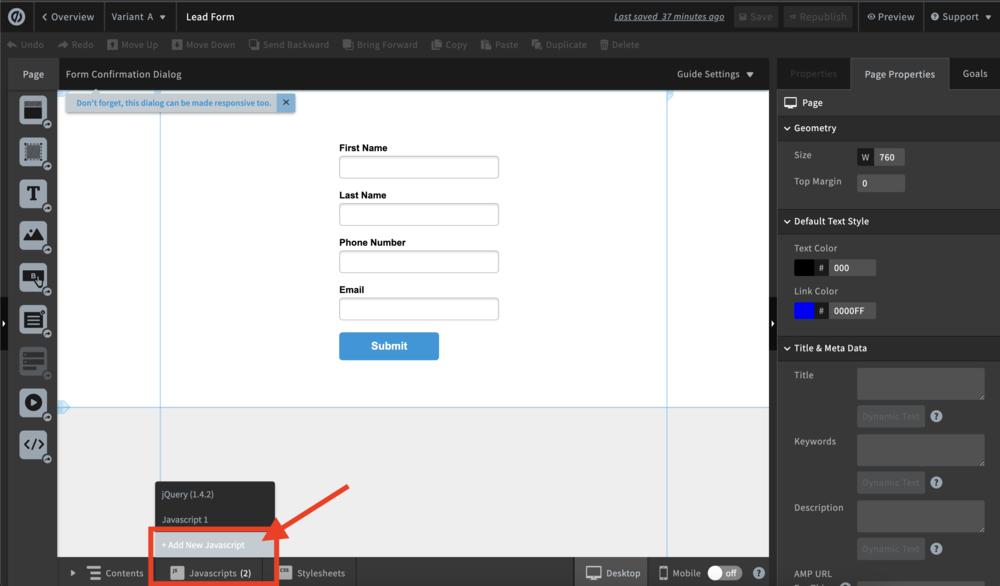 Overview
Variant A
Lead Form
Last saved 37 minutes ago
Save
Republish
Preview
Support
Undo
Redo
Move Up
Move Down
Send Backward
Bring Forward
Copy
Paste
Duplicate
Delete
Page
Form Confirmation Dialog
Guide Settings
Properties
Page Properties
Goals
Don't forget, this dialog can be made responsive too.
Page
Geometry
Size
W 760
Top Margin
0
Default Text Style
Text Color
# 000
Link Color
# 0000FF
Title & Meta Data
Title
Dynamic Text ?
Keywords
Dynamic Text ?
Description
Dynamic Text ?
AMP URL
First Name
Last Name
Phone Number
Email
Submit
T
B
</>
jQuery (1.4.2)
Javascript 1
+ Add New Javascript
Contents
JS Javascripts (2)
CSS Stylesheets
Desktop
Mobile
off
?